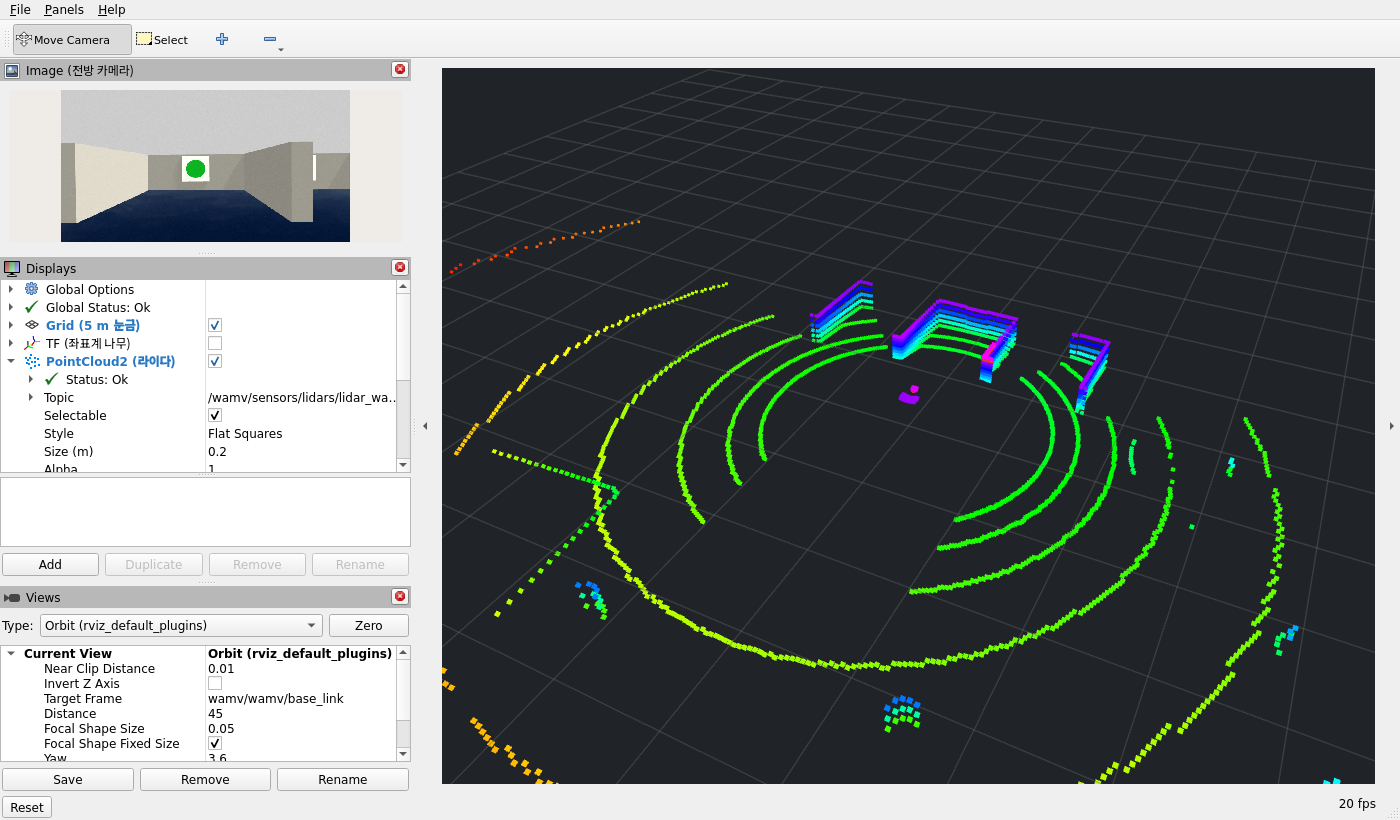 File Panels Help
Move Camera Select
Image (전방 카메라)
Displays
Global Options
Global Status: Ok
Grid (5 m 눈금)
TF (좌표계 나무)
PointCloud2 (라이다)
Status: Ok
Topic /wamv/sensors/lidars/lidar_wa...
Selectable
Style Flat Squares
Size (m) 0.2
Alpha 1
Add Duplicate Remove Rename
Views
Type: Orbit (rviz_default_plugins) Zero
Current View Orbit (rviz_default_plugins)
Near Clip Distance 0.01
Invert Z Axis
Target Frame wamv/wamv/base_link
Distance 45
Focal Shape Size 0.05
Focal Shape Fixed Size
Yaw 3.6
Save Remove Rename
Reset
20 fps